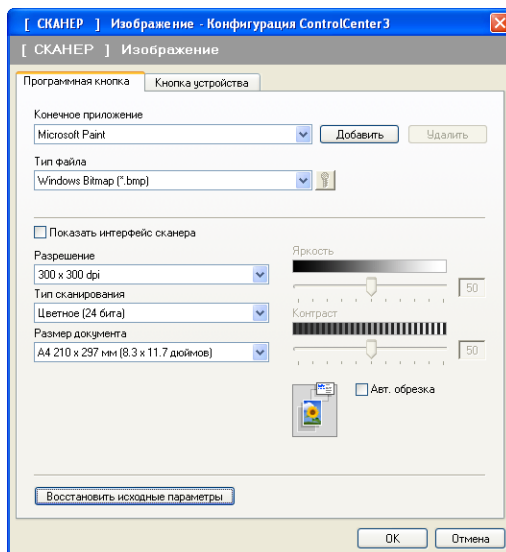 [ СКАНЕР ] Изображение - Конфигурация ControlCenter3
[ СКАНЕР ] Изображение
Программная кнопка
Кнопка устройства
Конечное приложение
Microsoft Paint
Добавить
Удалить
Тип файла
Windows Bitmap (*.bmp)
Показать интерфейс сканера
Разрешение
300 x 300 dpi
Тип сканирования
Цветное (24 бита)
Размер документа
A4 210 x 297 мм (8.3 x 11.7 дюймов)
Яркость
50
Контраст
50
Авт. обрезка
Восстановить исходные параметры
OK
Отмена